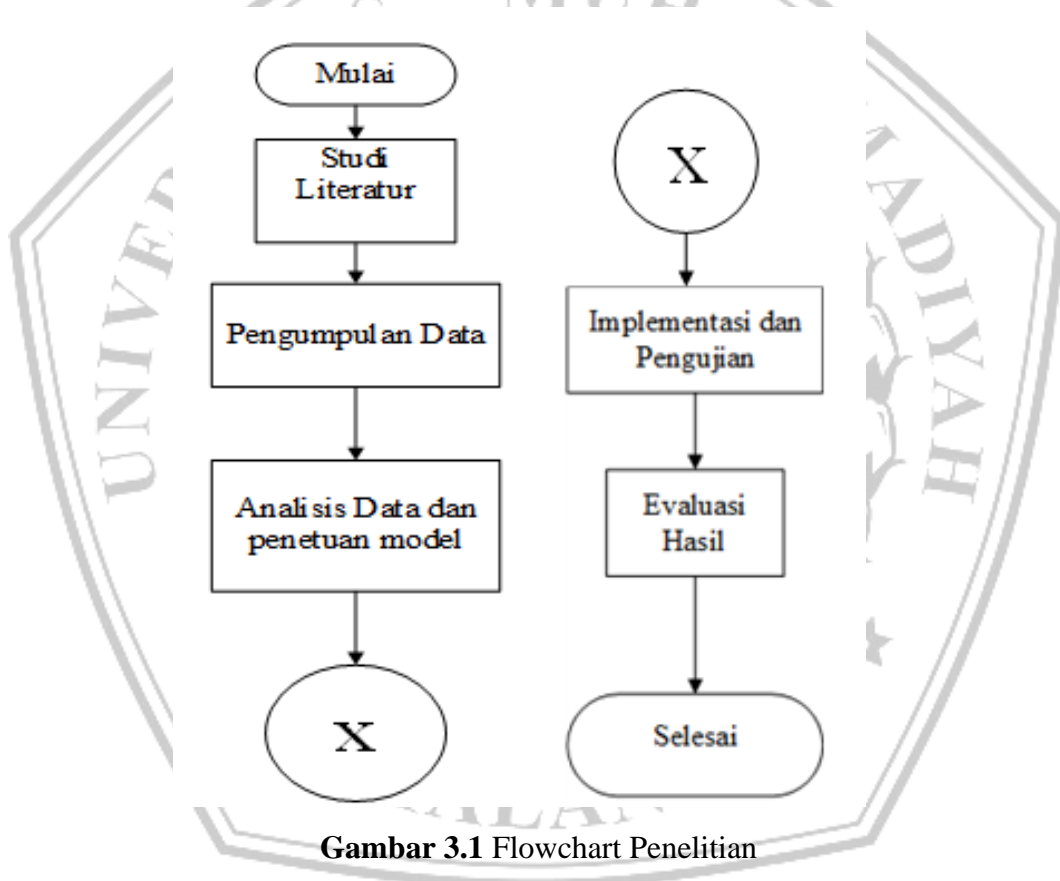 Mulai
Studi
Literatur
Pengumpulan Data
Analisis Data dan
penetuan model
X
X
Implementasi dan
Pengujian
Evaluasi
Hasil
Selesai
Gambar 3.1 Flowchart Penelitian